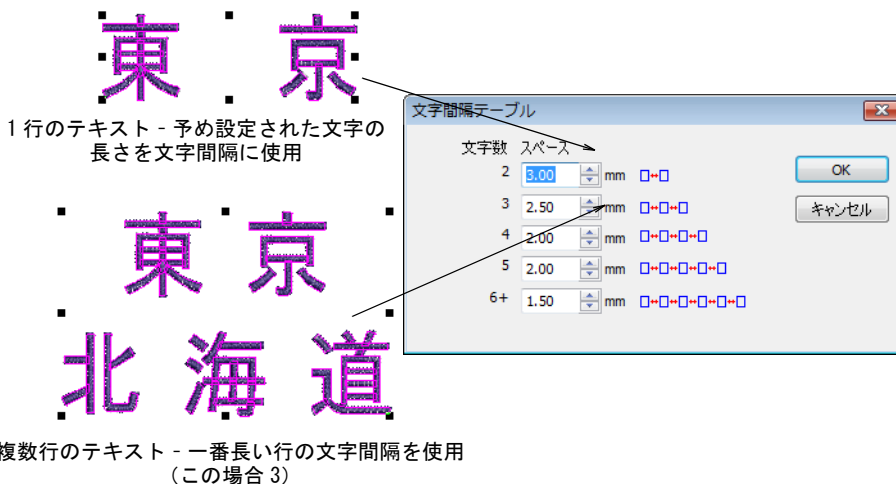 東 京
1行のテキスト - 予め設定された文字の
長さを文字間隔に使用
東 京
北 海 道
複数行のテキスト - 一番長い行の文字間隔を使用
(この場合 3)
文字間隔テーブル
文字数 スペース
2 3.00 mm
3 2.50 mm
4 2.00 mm
5 2.00 mm
6+ 1.50 mm
OK
キャンセル